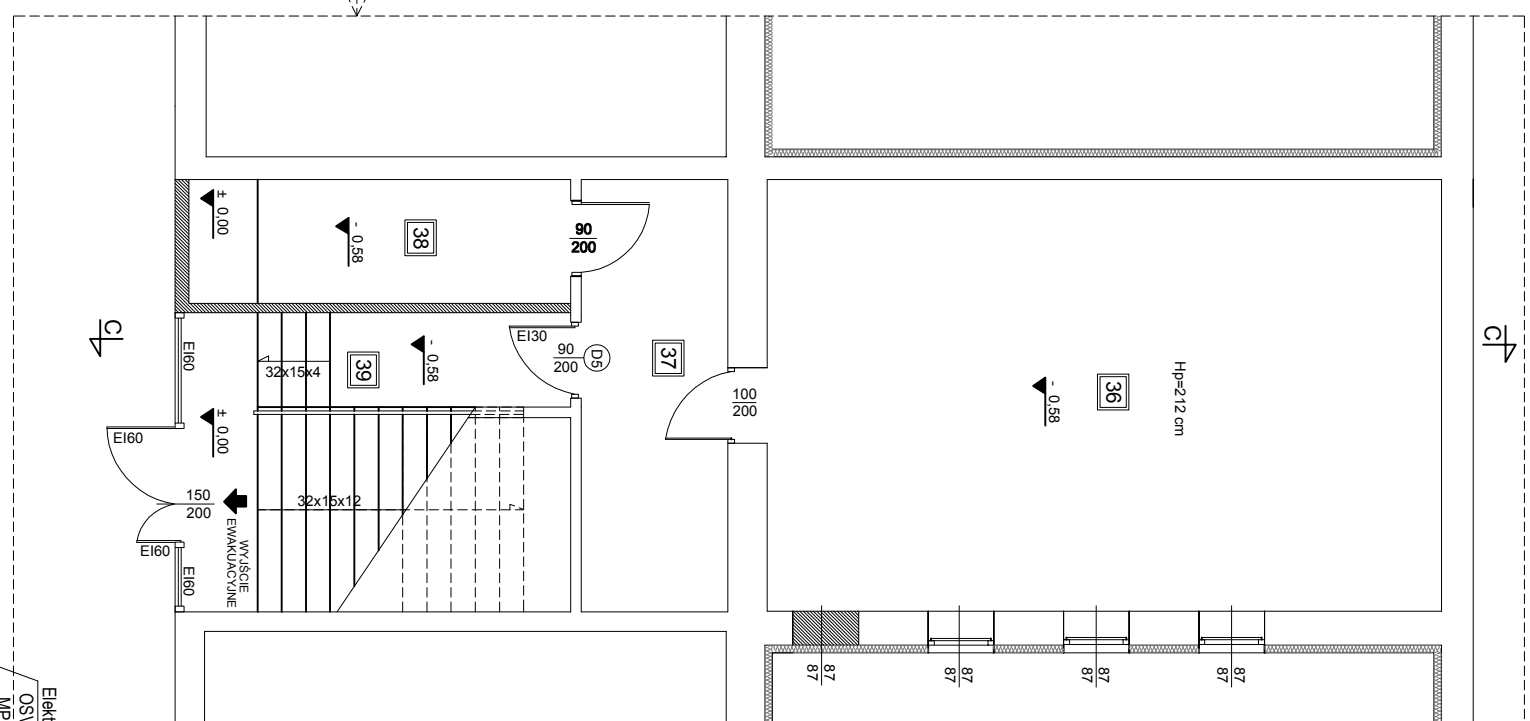 ± 0,00
- 0,58
38
90
200
C
EI60
32x15x4
39
- 0,58
EI30
90
200
D5
37
100
200
36
- 0,58
Hp=212 cm
C
± 0,00
EI60
150
200
WYJŚCIE
EWAKUACYJNE
32x15x12
EI60
EI60
87
87
87
87
87
87
87
87